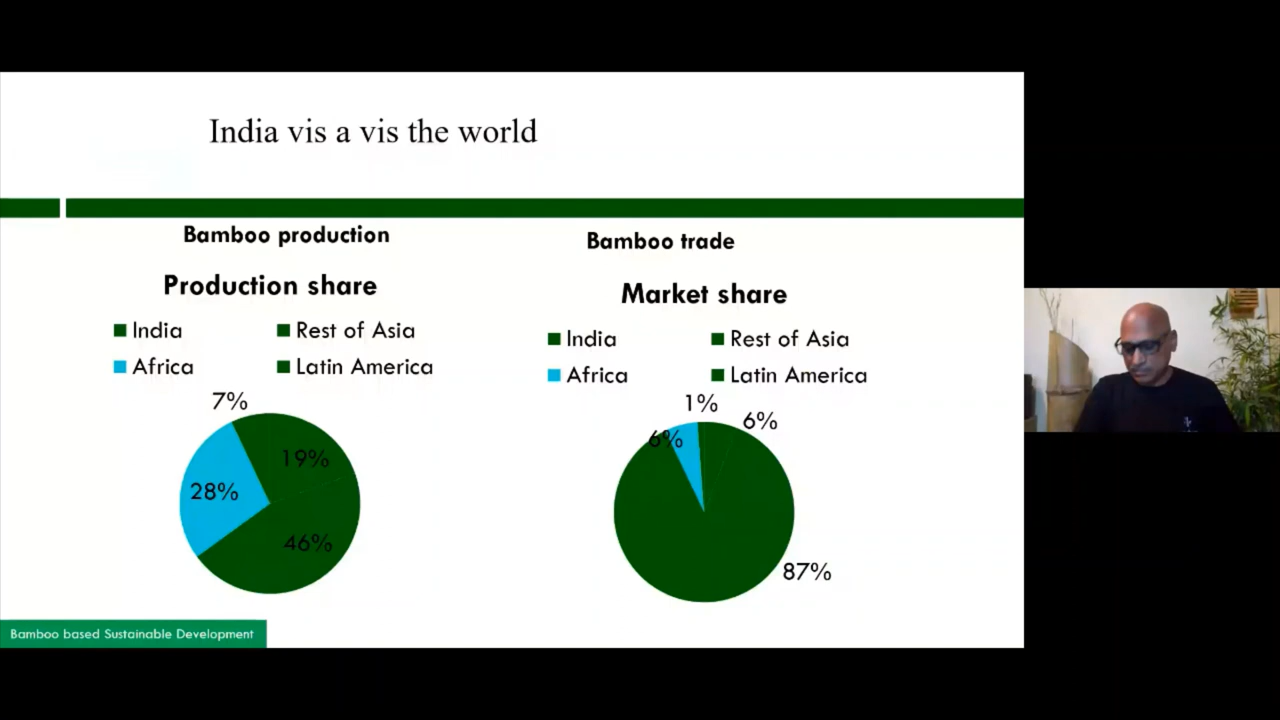 India vis a vis the world
Bamboo production
Production share
India
Rest of Asia
Africa
Latin America
7%
19%
28%
46%
Bamboo trade
Market share
India
Rest of Asia
Africa
Latin America
1%
6%
6%
87%
Bamboo based Sustainable Development